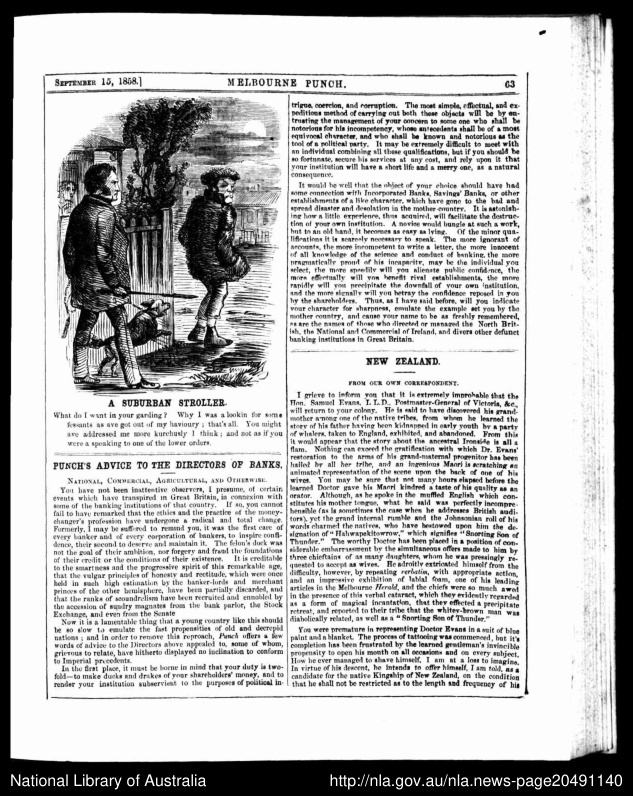 SEPTEMBER 15, 1858.]
MELBOURNE PUNCH.
63
A SUBURBAN STROLLER.
What do I want in your garding? Why I was a lookin for some
fessants as ave got out of my haviour; that's all. You might
ave addressed me more kurchusly I think; and not as if you
were a speaking to one of the lower orders.
PUNCH'S ADVICE TO THE DIRECTORS OF BANKS,
NATIONAL, COMMERCIAL, AGRICULTURAL, AND OTHERWISE.
You have not been inattentive observers, I presume, of certain
events which have transpired in Great Britain, in connexion with
some of the banking institutions of that country. If so, you cannot
fail to have remarked that the ethics and the practice of the money-
changer's profession have undergone a radical and total change.
Formerly, I may be suffered to remand you, it was the first care of
every banker and of every corporation of bankers, to inspire confi-
dence, their second to deserve and maintain it. The felon's dock was
not the goal of their ambition, nor forgery and fraud the foundations
of their credit or the conditions of their existence. It is creditable
to the smartness and the progressive spirit of this remarkable age,
that the vulgar principles of honesty and rectitude, which were once
held in such high estimation by the banker-lords and merchant
princes of the other hemisphere, have been partially discarded, and
that the ranks of scoundrelism have been recruited and ennobled by
the accession of sundry magnates from the bank parlor, the Stock
Exchange, and even from the Senate
Now it is a lamentable thing that a young country like this should
be so slow to emulate the fast propensities of old and decrepid
nations; and in order to remove this reproach, Punch offers a few
words of advice to the Directors above appealed to, some of whom,
grievous to relate, have hitherto displayed no inclination to conform
to Imperial precedents.
In the first place, it must be borne in mind that your duty is two-
fold—to make ducks and drakes of your shareholders' money, and to
render your institution subservient to the purposes of political in-
trigue, coercion, and corruption. The most simple, effectual, and ex-
peditious method of carrying out both these objects will be by en-
trusting the management of your concern to some one who shall be
notorious for his incompetency, whose antecedents shall be of a most
equivocal character, and who shall be known and notorious as the
tool of a political party. It may be extremely difficult to meet with
an individual combining all these qualifications, but if you should be
so fortunate, secure his services at any cost, and rely upon it that
your institution will have a short life and a merry one, as a natural
consequence.
It would be well that the object of your choice should have had
some connection with Incorporated Banks, Savings' Banks, or other
establishments of a like character, which have gone to the bad and
spread disaster and desolation in the mother-country. It is astonish-
ing how a little experience, thus acquired, will facilitate the destruc-
tion of your own institution. A novice would bungle at such a work,
but to an old hand, it becomes as easy as lying. Of the minor qua-
lifications it is scarcely necessary to speak. The more ignorant of
accounts, the more incompetent to write a letter, the more innocent
of all knowledge of the science and conduct of banking, the more
pragmatically proud of his incapacity, may be the individual you
select, the more speedily will you alienate public confidence, the
more effectually will you benefit rival establishments, the more
rapidly will you precipitate the downfall of your own institution,
and the more signally will you betray the confidence reposed in you
by the shareholders. Thus, as I have said before, will you indicate
your character for sharpness, emulate the example set you by the
mother country, and cause your name to be as freshly remembered,
as are the names of those who directed or managed the North Brit-
ish, the National and Commercial of Ireland, and divers other defunct
banking institutions in Great Britain.
NEW ZEALAND.
FROM OUR OWN CORRESPONDENT.
I grieve to inform you that it is extremely improbable that the
Hon. Samuel Evans, L L.D., Postmaster-General of Victoria, &c.,
will return to your colony. He is said to have discovered his grand-
mother among one of the native tribes, from whom he learned the
story of his father having been kidnapped in early youth by a party
of whalers, taken to England, exhibited, and abandoned. From this
it would appear that the story about the ancestral Ironside is all a
flam. Nothing can exceed the gratification with which Dr. Evans'
restoration to the arms of his grand-maternal progenitor has been
hailed by all her tribe, and an ingenious Maori is scratching an
animated representation of the scene upon the back of one of his
wives. You may be sure that not many hours elapsed before the
learned Doctor gave his Maori kindred a taste of his quality as an
orator. Although, as he spoke in the muffled English which con-
stitutes his mother tongue, what he said was perfectly incompre-
hensible (as is sometimes the case when he addresses British audi-
tors), yet the grand internal rumble and the Johnsonian roll of his
words charmed the natives, who have bestowed upon him the de-
signation of "Hahwapekitowrow," which signifies "Snorting Son of
Thunder." The worthy Doctor has been placed in a position of con-
siderable embarrassment by the simultaneous offers made to him by
three chieftains of as many daughters, whom he was pressingly re-
quested to accept as wives. He adroitly extricated himself from the
difficulty, however, by repeating verbatim, with appropriate action,
and an impressive exhibition of labial foam, one of his leading
articles in the Melbourne Herald, and the chiefs were so much awed
in the presence of this verbal cataract, which they evidently regarded
as a form of magical incantation, that they effected a precipitate
retreat, and reported to their tribe that the whitey-brown man was
diabolically related, as well as a "Snorting Son of Thunder."
You were premature in representing Doctor Evans in a suit of blue
paint and a blanket. The process of tattooing was commenced, but it's
completion has been frustrated by the learned gentleman's invincible
propensity to open his mouth on all occasions and on every subject.
How he ever managed to shave himself, I am at a loss to imagine.
In virtue of his descent, he intends to offer himself, I am told, as a
candidate for the native Kingship of New Zealand, on the condition
that he shall not be restricted as to the length and frequency of his
National Library of Australia
http://nla.gov.au/nla.news-page20491140